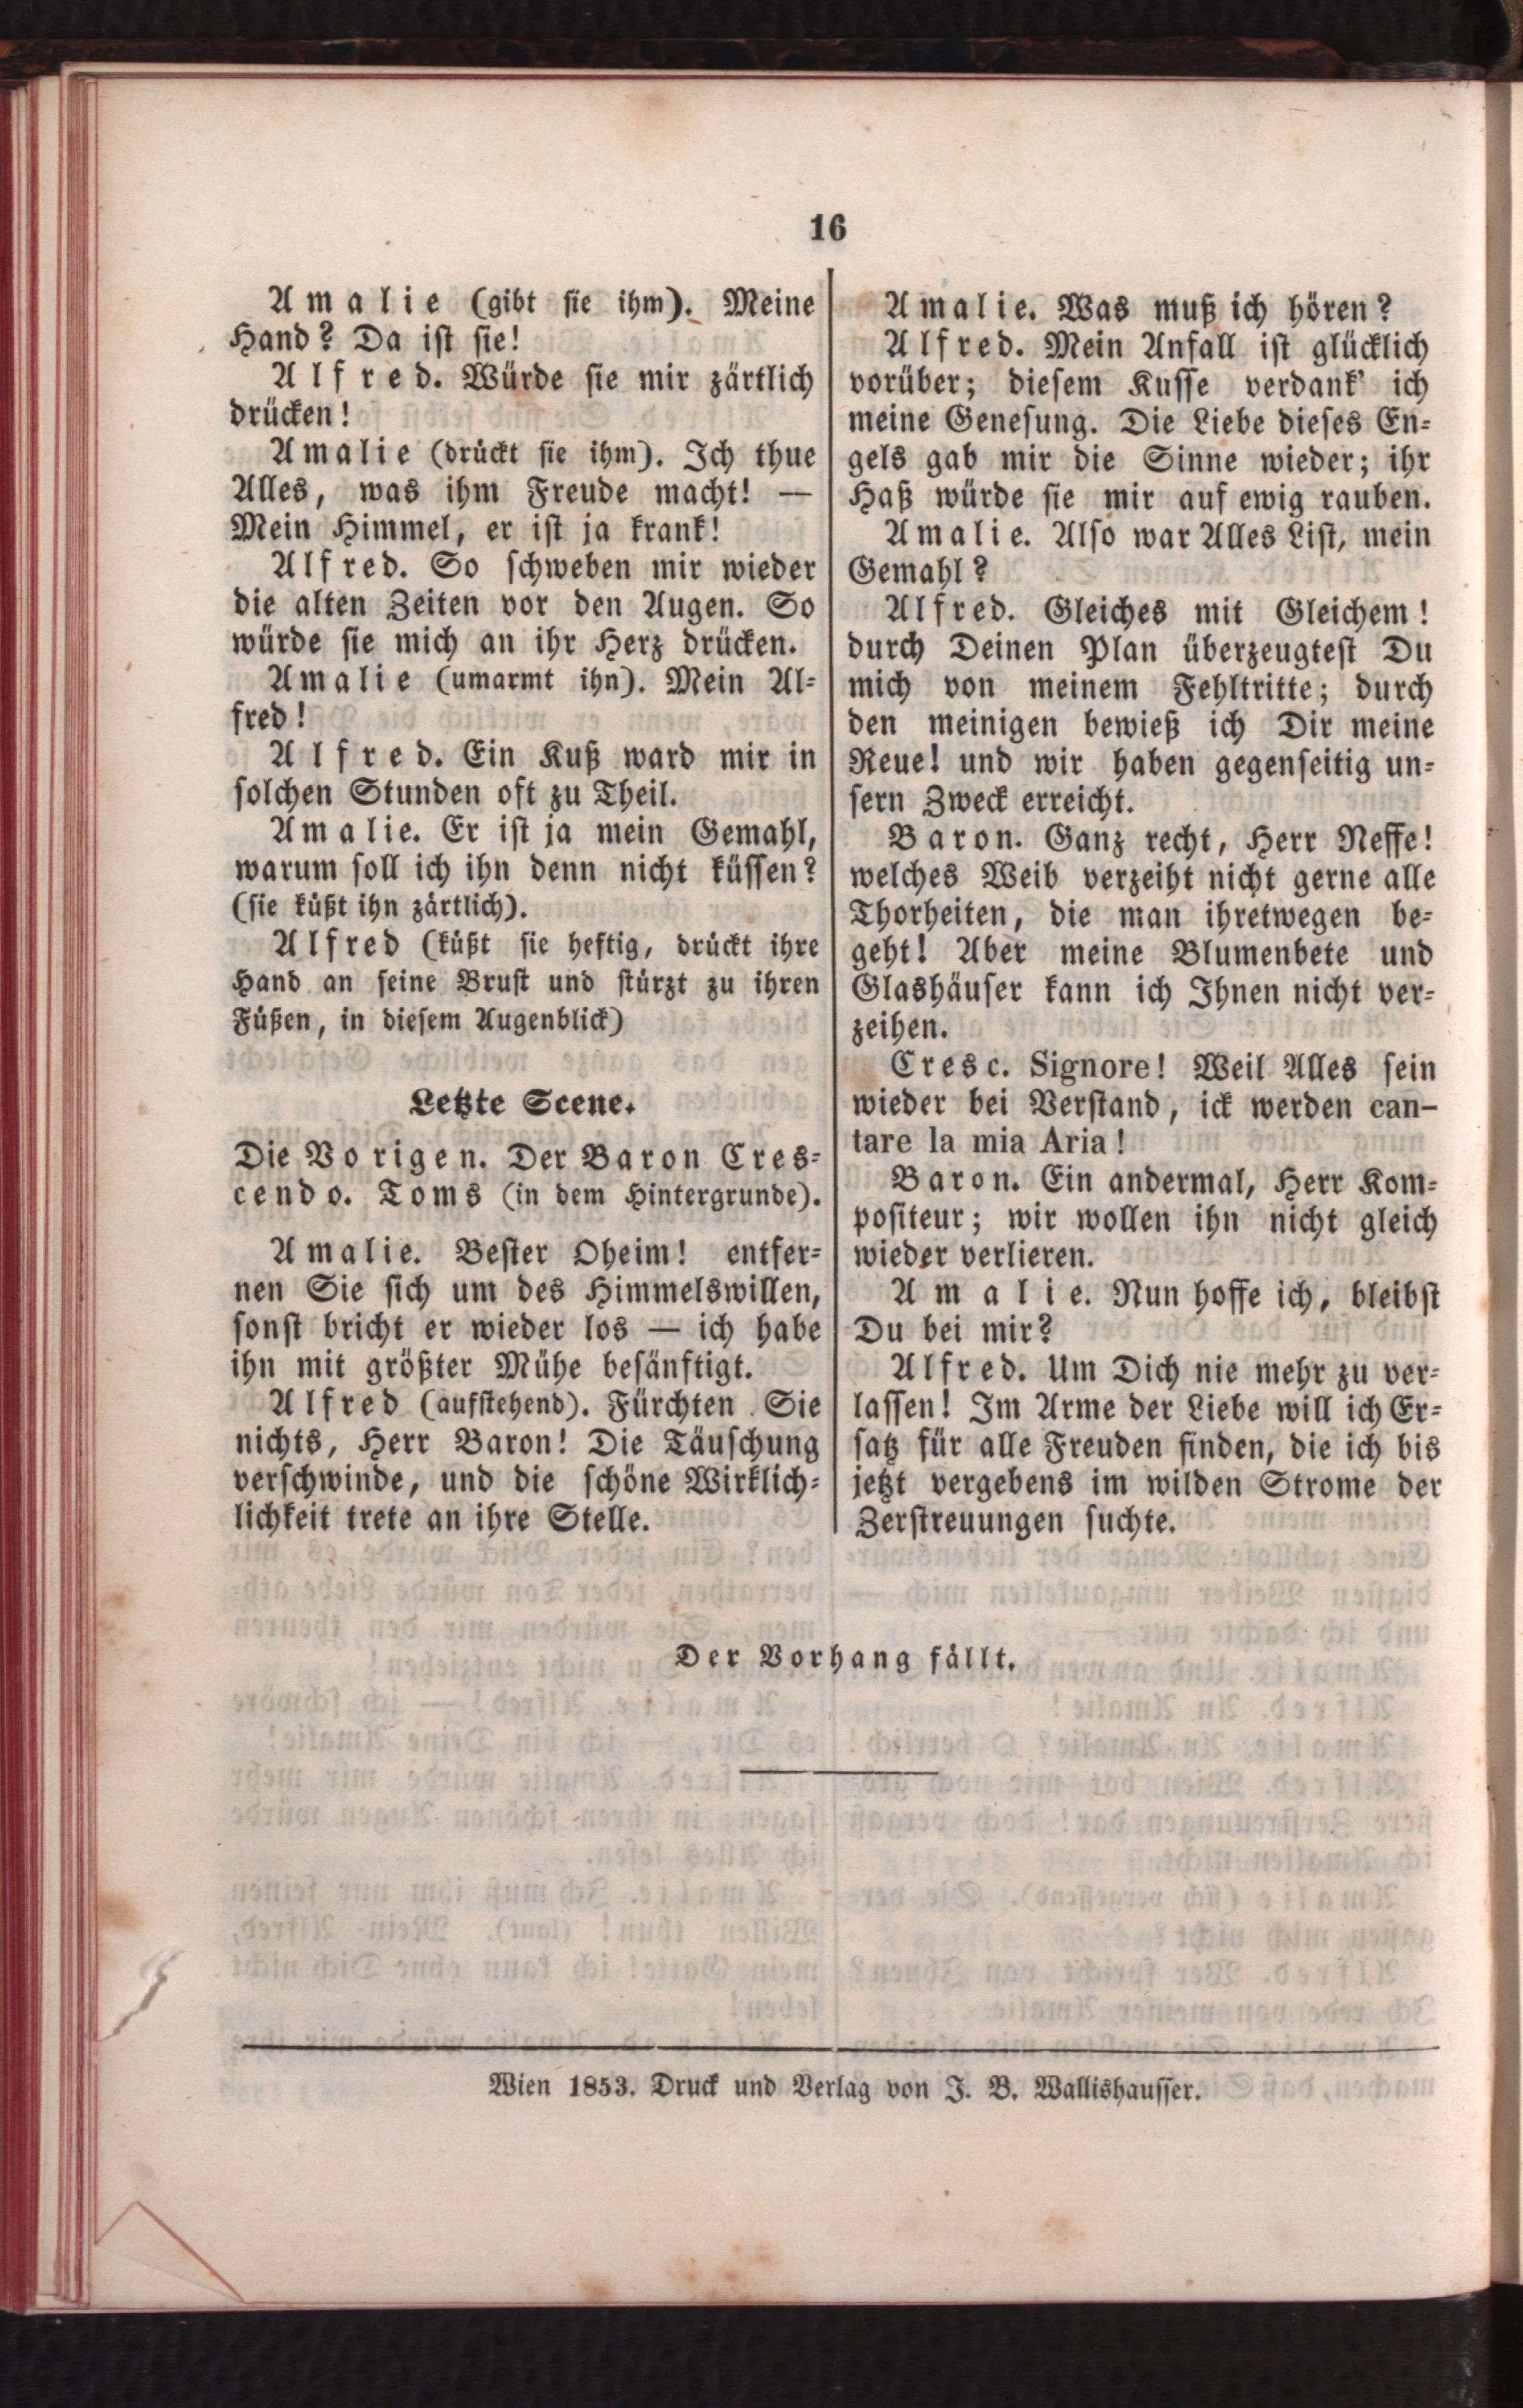 16
Amalie (gibt sie ihm). Meine
Hand? Da ist sie!
Alfred. Würde sie mir zärtlich
drücken!
Amalie (drückt sie ihm). Ich thue
Alles, was ihm Freude macht! —
Mein Himmel, er ist ja krank!
Alfred. So schweben mir wieder
die alten Zeiten vor den Augen. So
würde sie mich an ihr Herz drücken.
Amalie (umarmt ihn). Mein Al-
fred!
Alfred. Ein Kuß ward mir in
solchen Stunden oft zu Theil.
Amalie. Er ist ja mein Gemahl,
warum soll ich ihn denn nicht küssen?
(sie küßt ihn zärtlich).
Alfred (küßt sie heftig, drückt ihre
Hand an seine Brust und stürzt zu ihren
Füßen, in diesem Augenblick)
Letzte Scene.
Die Vorigen. Der Baron Cres-
cendo. Toms (in dem Hintergrunde).
Amalie. Bester Oheim! entfer-
nen Sie sich um des Himmelswillen,
sonst bricht er wieder los — ich habe
ihn mit größter Mühe besänftigt.
Alfred (aufstehend). Fürchten Sie
nichts, Herr Baron! Die Täuschung
verschwinde, und die schöne Wirklich-
lichkeit trete an ihre Stelle.
Amalie. Was muß ich hören?
Alfred. Mein Anfall ist glücklich
vorüber; diesem Kusse verdank' ich
meine Genesung. Die Liebe dieses En-
gels gab mir die Sinne wieder; ihr
Haß würde sie mir auf ewig rauben.
Amalie. Also war Alles List, mein
Gemahl?
Alfred. Gleiches mit Gleichem!
durch Deinen Plan überzeugtest Du
mich von meinem Fehltritte; durch
den meinigen bewieß ich Dir meine
Reue! und wir haben gegenseitig un-
sern Zweck erreicht.
Baron. Ganz recht, Herr Neffe!
welches Weib verzeiht nicht gerne alle
Thorheiten, die man ihretwegen be-
geht! Aber meine Blumenbete und
Glashäuser kann ich Ihnen nicht ver-
zeihen.
Cresc. Signore! Weil Alles sein
wieder bei Verstand, ick werden can-
tare la mia Aria!
Baron. Ein andermal, Herr Kom-
positeur; wir wollen ihn nicht gleich
wieder verlieren.
Amalie. Nun hoffe ich, bleibst
Du bei mir?
Alfred. Um Dich nie mehr zu ver-
lassen! Im Arme der Liebe will ich Er-
satz für alle Freuden finden, die ich bis
jetzt vergebens im wilden Strome der
Zerstreuungen suchte.
Der Vorhang fällt.
Wien 1853. Druck und Verlag von J. B. Wallishausser.